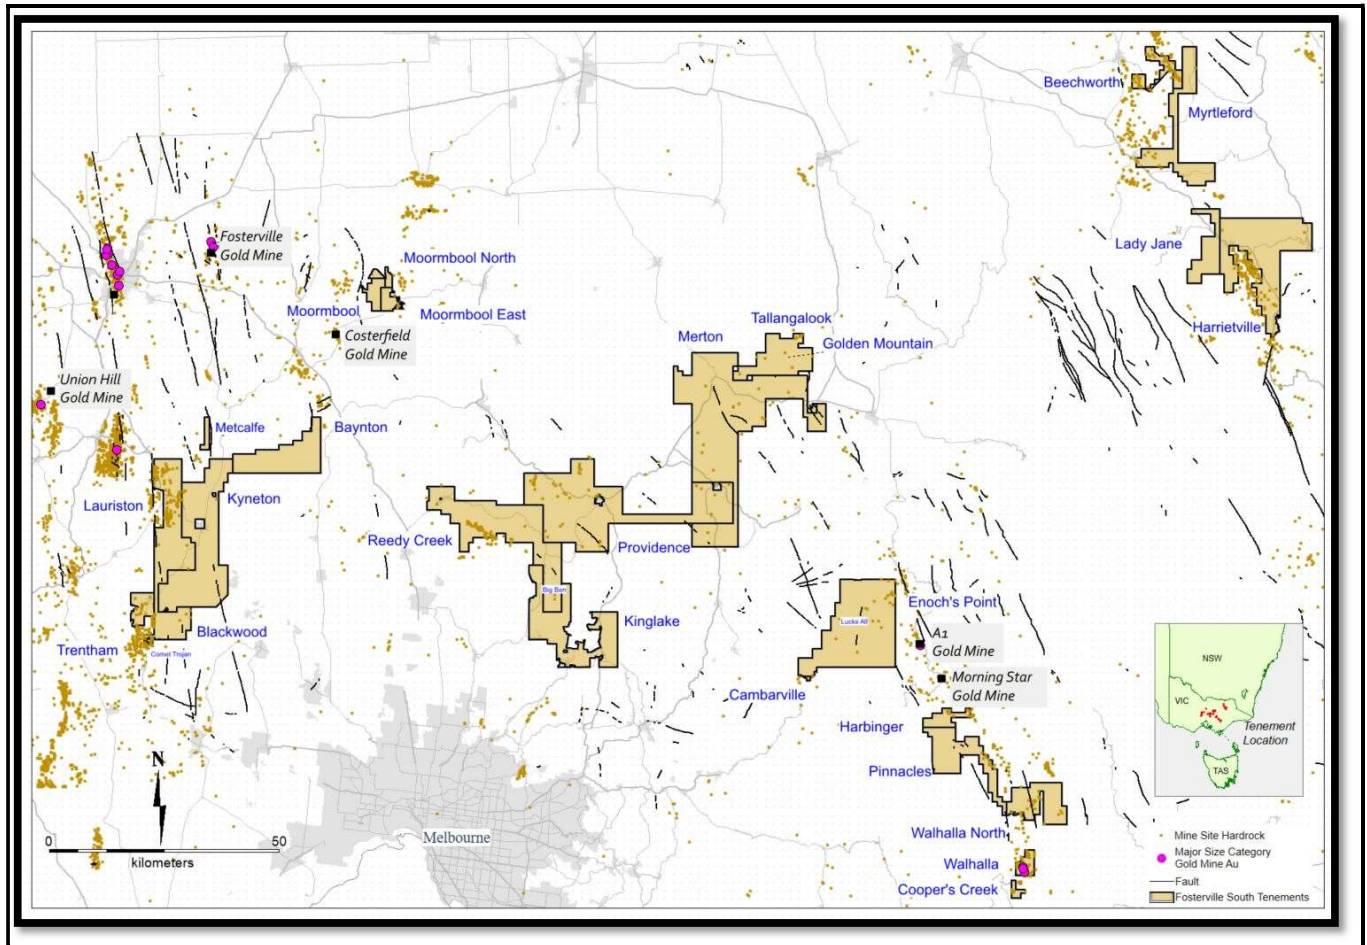 Beechworth
Myrtleford
Fosterville
Gold Mine
Lady Jane
Moormbool North
Moormbool
Moormbool East
Harrietville
Costerfield
Gold Mine
Tallangalook
Merton
Golden Mountain
Union Hill
Gold Mine
Metcalfe
Baynton
Lauriston
Kyneton
Reedy Creek
Providence
Big Ben
Kinglake
Enoch's Point
Lucks All
Blackwood
A1
Gold Mine
Trentham
Comet Trojan
Morning Star
Gold Mine
Cambarville
Harbinger
Pinnacles
NSW
VIC
Tenement
Location
TAS
N
0
50
kilometers
Melbourne
Walhalla North
Walhalla
Cooper's Creek
Mine Site Hardrock
Major Size Category
Gold Mine Au
Fault
Fosterville South Tenements